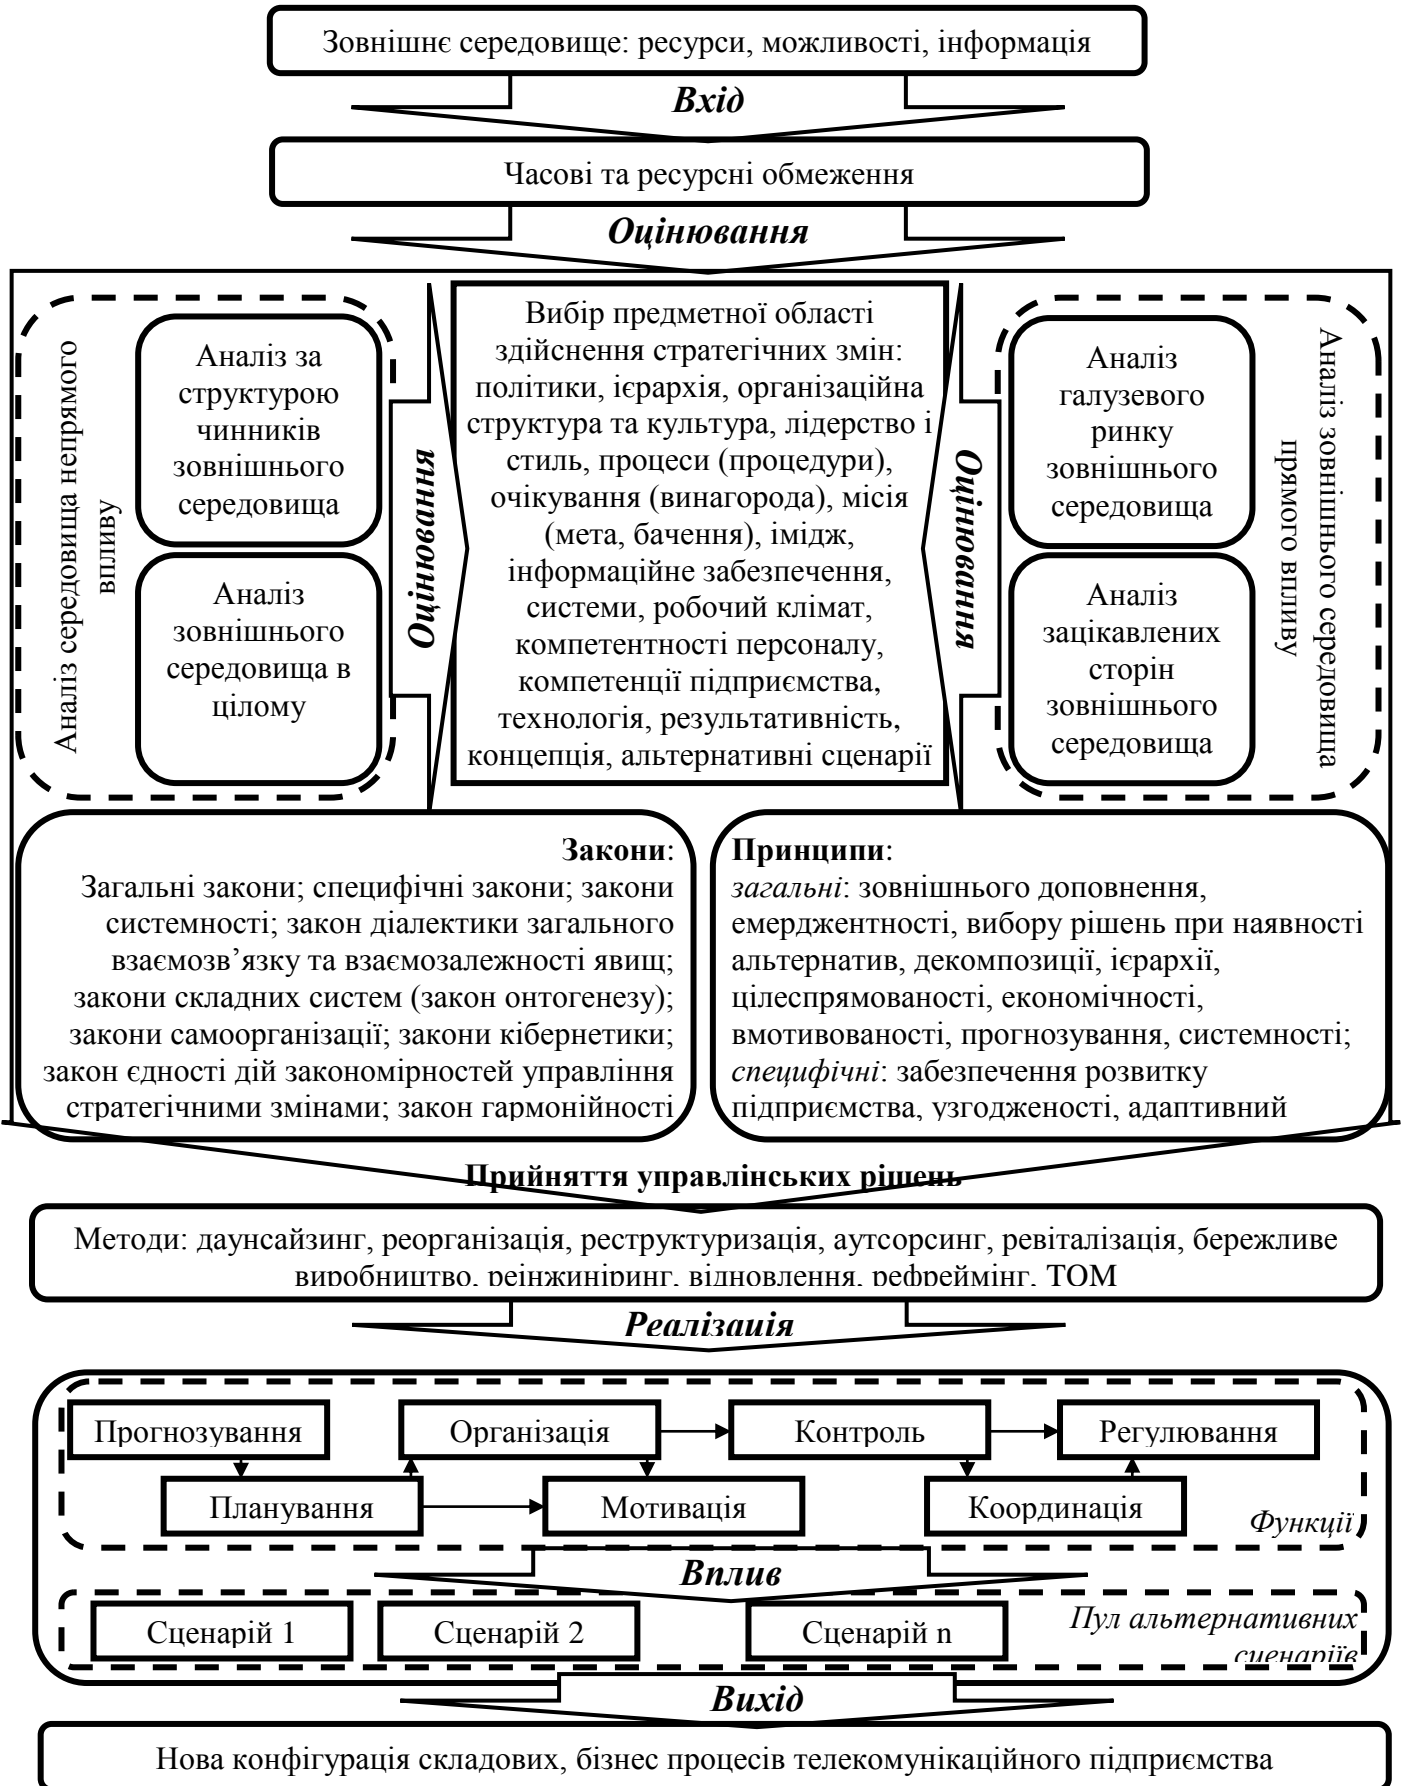 Зовнішнє середовище: ресурси, можливості, інформація
Вхід
Часові та ресурсні обмеження
Оцінювання
Аналіз середовища непрямого
впливу
Аналіз за
структурою
чинників
зовнішнього
середовища
Аналіз
зовнішнього
середовища в
цілому
Оцінювання
Вибір предметної області
здійснення стратегічних змін:
політики, ієрархія, організаційна
структура та культура, лідерство і
стиль, процеси (процедури),
очікування (винагорода), місія
(мета, бачення), імідж,
інформаційне забезпечення,
системи, робочий клімат,
компетентності персоналу,
компетенції підприємства,
технологія, результативність,
концепція, альтернативні сценарії
Оцінювання
Аналіз
галузевого
ринку
зовнішнього
середовища
Аналіз
зацікавлених
сторін
зовнішнього
середовища
Аналіз зовнішнього середовища
прямого впливу
Закони:
Загальні закони; специфічні закони; закони
системності; закон діалектики загального
взаємозв’язку та взаємозалежності явищ;
закони складних систем (закон онтогенезу);
закони самоорганізації; закони кібернетики;
закон єдності дій закономірностей управління
стратегічними змінами; закон гармонійності
Принципи:
загальні: зовнішнього доповнення,
емерджентності, вибору рішень при наявності
альтернатив, декомпозиції, ієрархії,
цілеспрямованості, економічності,
вмотивованості, прогнозування, системності;
специфічні: забезпечення розвитку
підприємства, узгодженості, адаптивний
Прийняття управлінських рішень
Методи: даунсайзинг, реорганізація, реструктуризація, аутсорсинг, ревіталізація, бережливе
виробництво, реінжиніринг, відновлення, рефреймінг, TQM
Реалізація
Прогнозування
Організація
Контроль
Регулювання
Планування
Мотивація
Координація
Функції
Вплив
Сценарій 1
Сценарій 2
Сценарій n
Пул альтернативних
сценаріїв
Вихід
Нова конфігурація складових, бізнес процесів телекомунікаційного підприємства